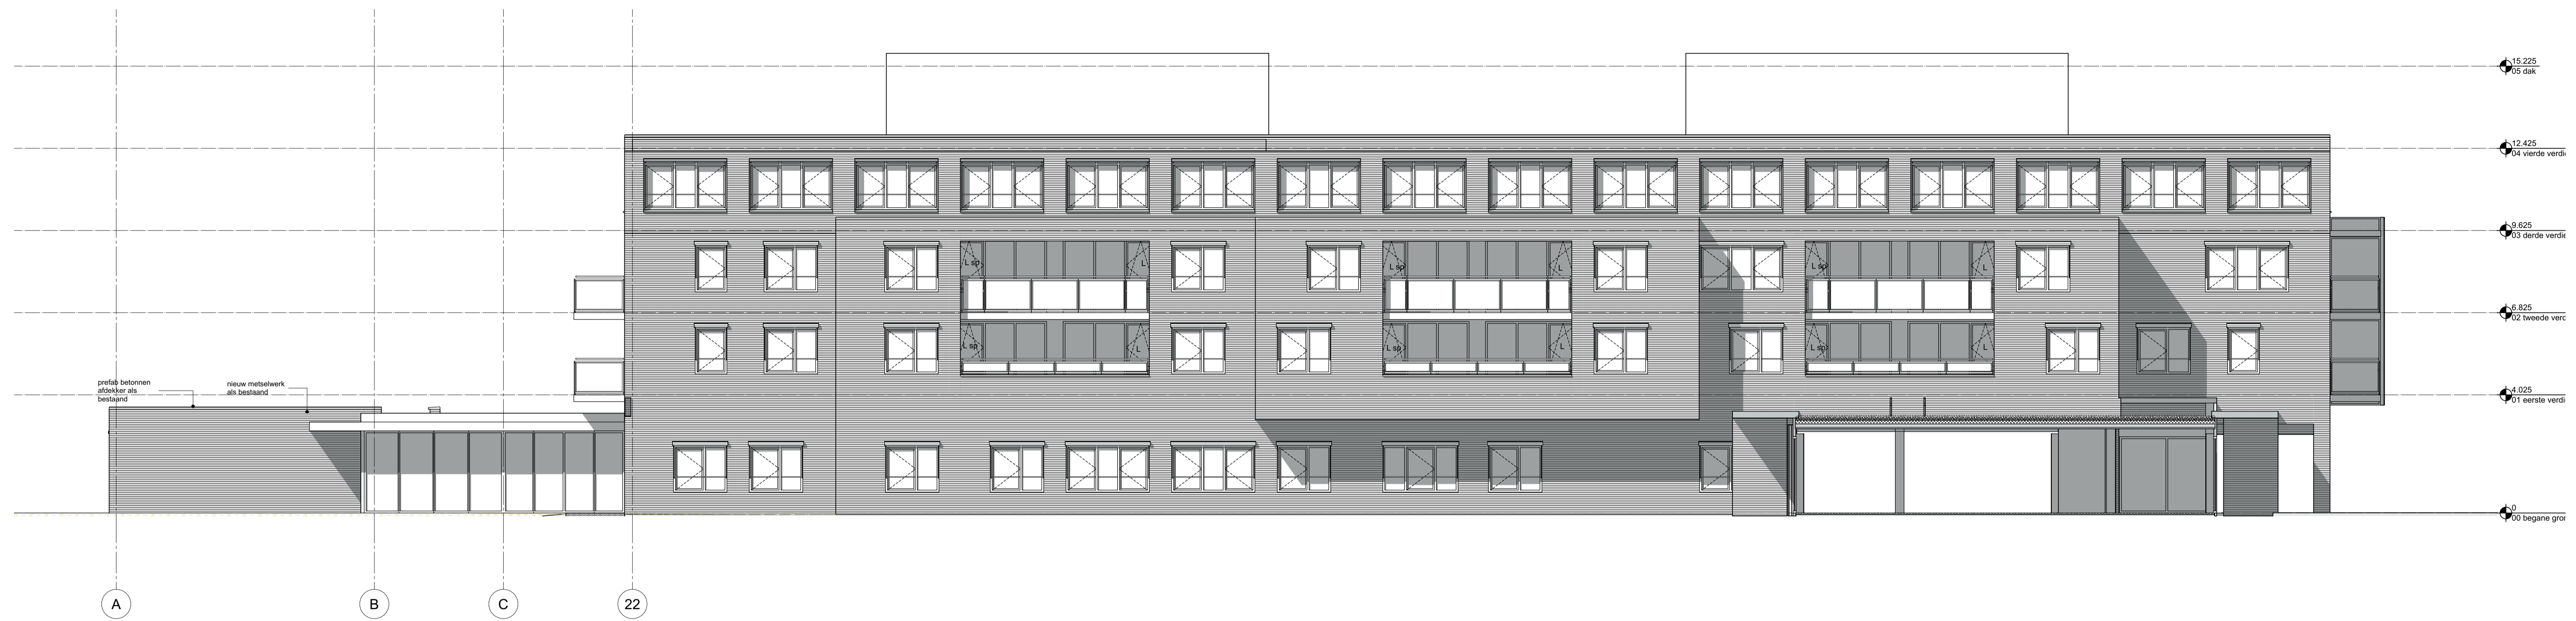 15.225
05 dak
12.425
04 vierde verdi
9.625
03 derde verdie
L sp
L
L sp
L
L sp
L
6.825
02 tweede verd
L sp
L
L sp
L
L sp
L
prefab betonnen
afdekker als
bestaand
nieuw metselwerk
als bestaand
4.025
01 eerste verdi
0
00 begane gron
A
B
C
22